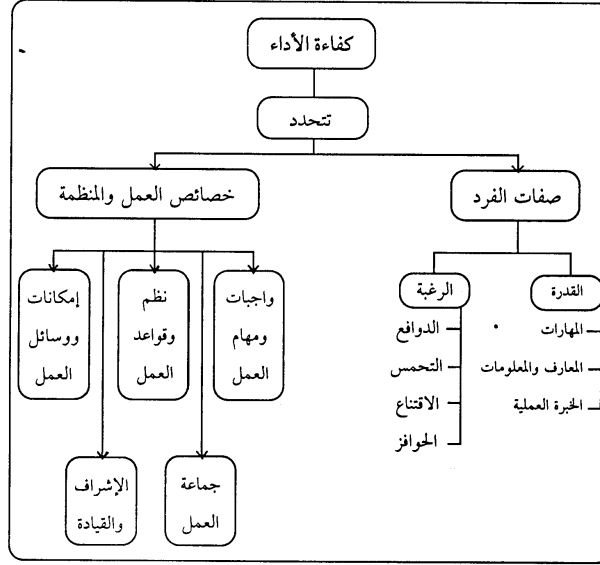 كفاءة الأداء
تتحدد
صفات الفرد
خصائص العمل والمنظمة
القدرة
المهارات
المعارف والمعلومات
الخبرة العملية
الرغبة
الدوافع
التحمس
الاقتناع
الحوافز
واجبات
ومهام
العمل
نظم
وقواعد
العمل
إمكانات
ووسائل
العمل
جماعة
العمل
الإشراف
والقيادة